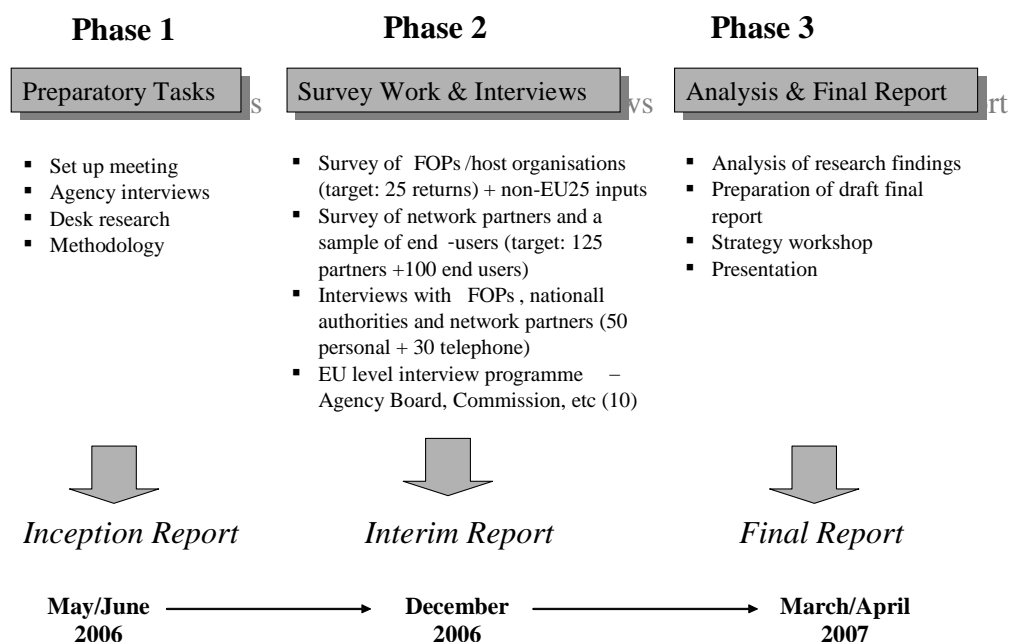 Phase 1
Phase 2
Phase 3
Preparatory Tasks
Survey Work & Interviews
Analysis & Final Report
▪ Set up meeting
▪ Agency interviews
▪ Desk research
▪ Methodology
▪ Survey of FOPs /host organisations
(target: 25 returns) + non-EU25 inputs
▪ Survey of network partners and a
sample of end -users (target: 125
partners +100 end users)
▪ Interviews with FOPs , nationall
authorities and network partners (50
personal + 30 telephone)
▪ EU level interview programme –
Agency Board, Commission, etc (10)
▪ Analysis of research findings
▪ Preparation of draft final
report
▪ Strategy workshop
▪ Presentation
Inception Report
Interim Report
Final Report
May/June
2006
December
2006
March/April
2007